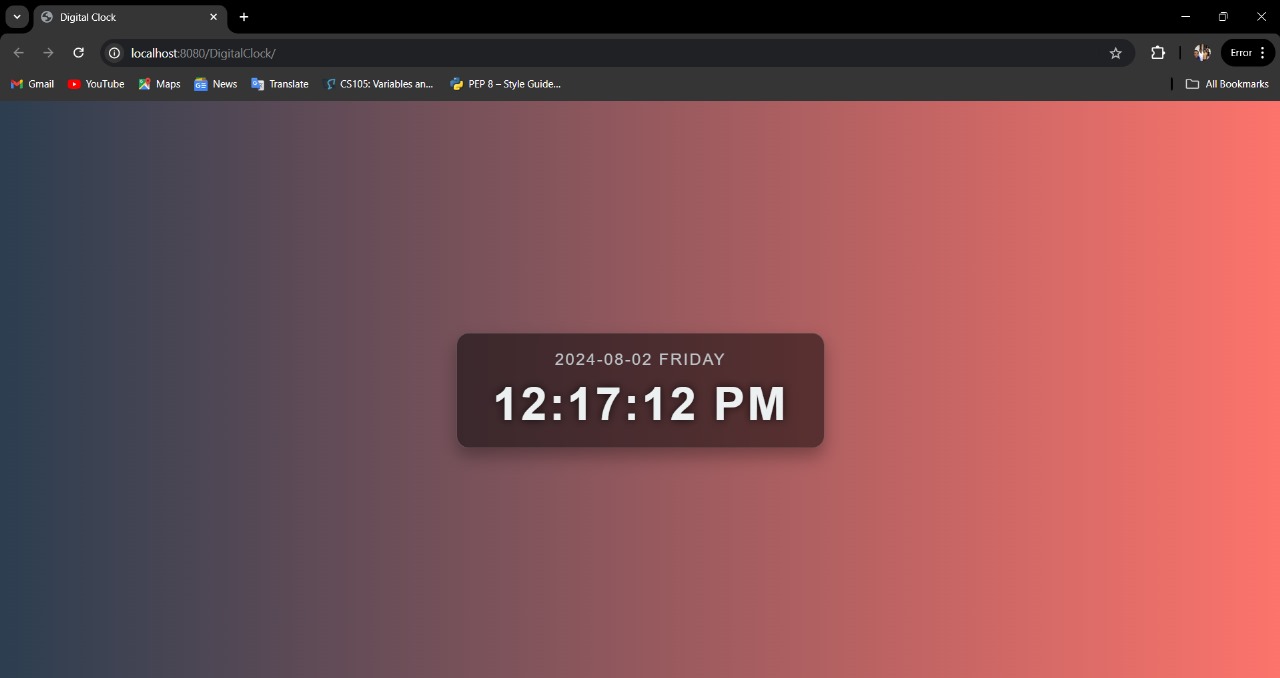 Digital Clock
localhost:8080/DigitalClock/
Error
Gmail YouTube Maps News Translate CS105: Variables an... PEP 8 – Style Guide... All Bookmarks
2024-08-02 FRIDAY
12:17:12 PM